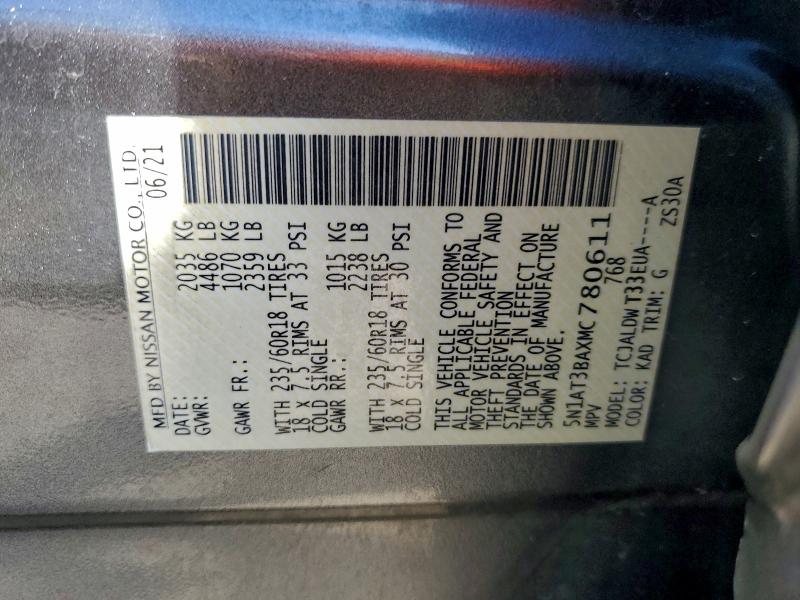 MFD BY NISSAN MOTOR CO., LTD.
DATE: 06/21
GVWR: 2035 KG
4486 LB
GAWR FR.: 1070 KG
2359 LB
WITH 235/60R18 TIRES
18 X 7.5 RIMS AT 33 PSI
COLD SINGLE
GAWR RR.: 1015 KG
2238 LB
WITH 235/60R18 TIRES
18 X 7.5 RIMS AT 30 PSI
COLD SINGLE
THIS VEHICLE CONFORMS TO
ALL APPLICABLE FEDERAL
MOTOR VEHICLE SAFETY AND
THEFT PREVENTION
STANDARDS IN EFFECT ON
THE DATE OF MANUFACTURE
SHOWN ABOVE.
5N1AT3BAXMC780611
MPV 768
MODEL: TCJALDW T33EUA----A
COLOR: KAD TRIM: G ZS30A